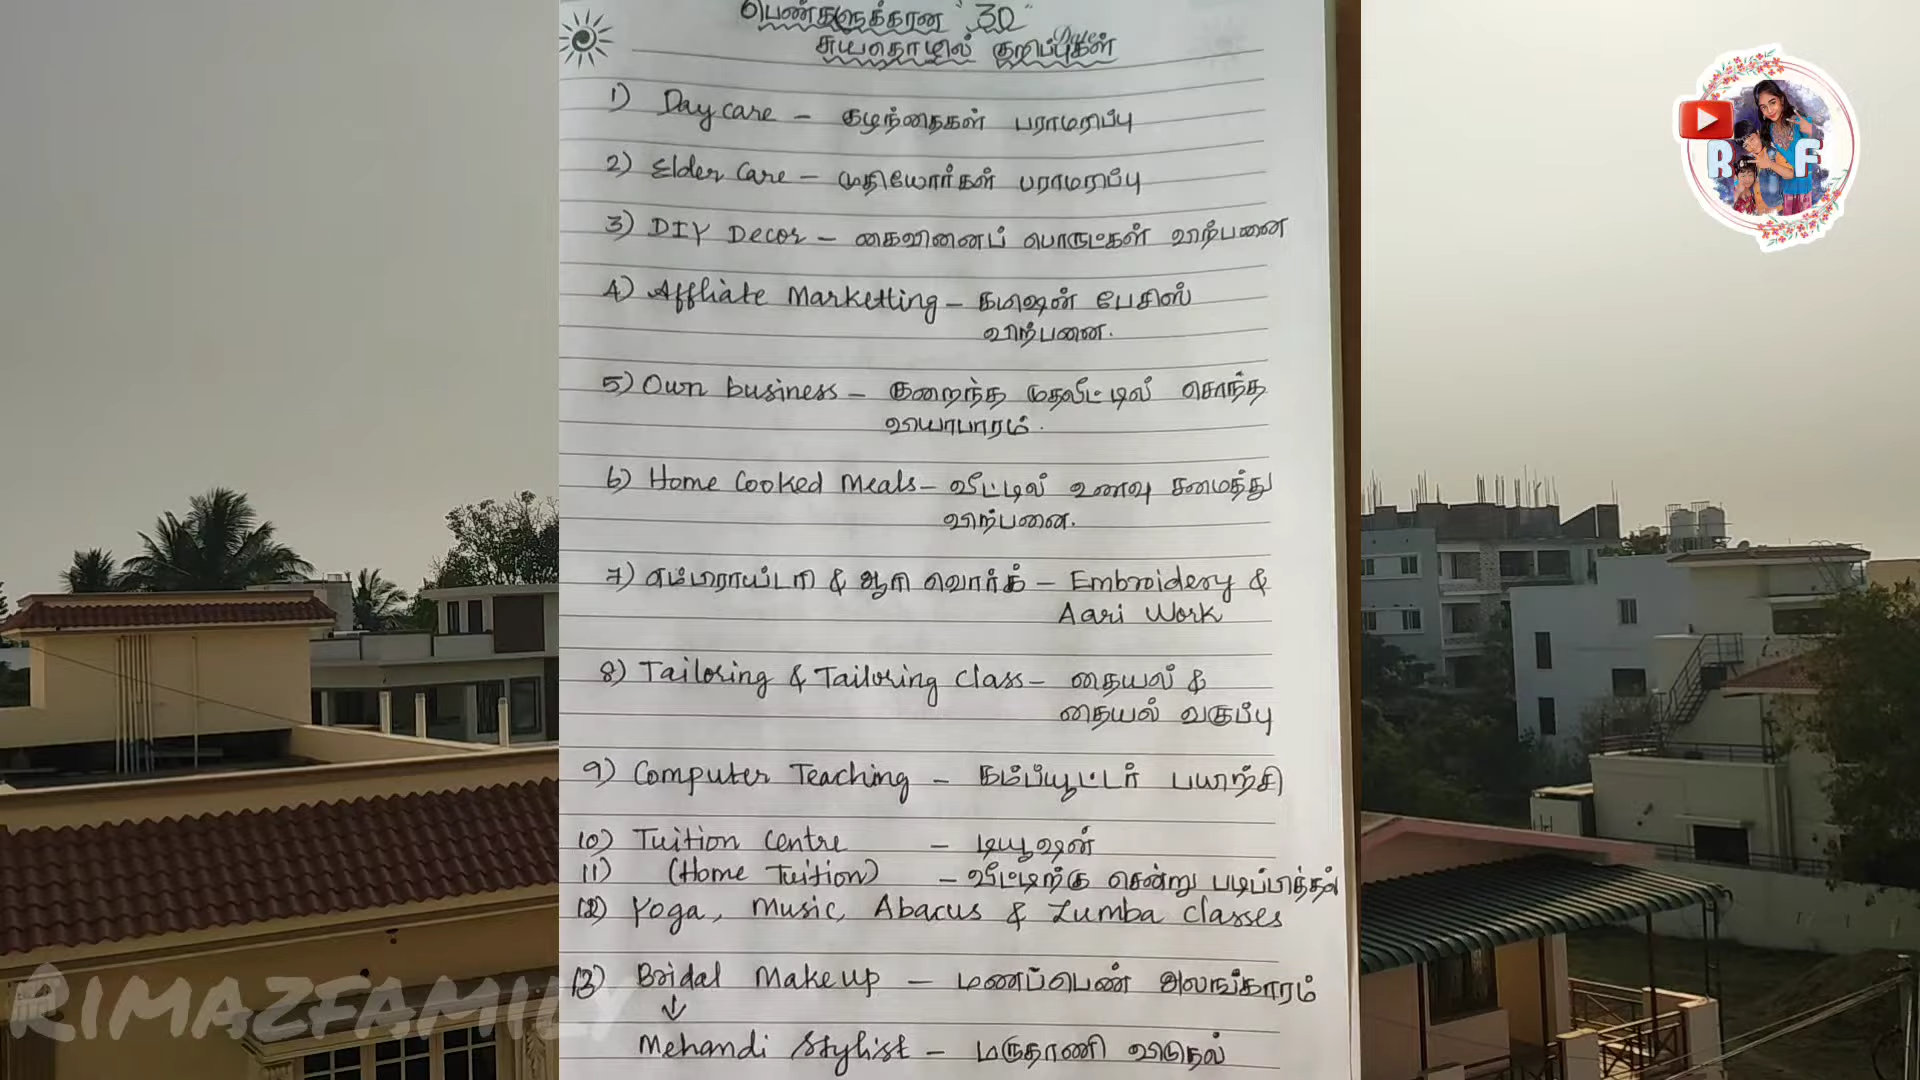 பெண்களுக்கான "30"
சுயதொழில் குறிப்புகள்
Date
1) Day care - குழந்தைகள் பராமரிப்பு
2) Elder Care - முதியோர்கள் பராமரிப்பு
3) DIY Decor - கைவினைப் பொருட்கள் விற்பனை
4) Affliate Marketting - கமிஷன் பேசிஸ்
விற்பனை.
5) Own business - குறைந்த முதலீட்டில் சொந்த
வியாபாரம்.
6) Home Cooked Meals - வீட்டில் உணவு சமைத்து
விற்பனை.
7) எம்பிராய்டரி & ஆரி வொர்க் - Embroidery &
Aari Work
8) Tailoring & Tailoring Class - தையல் &
தையல் வகுப்பு
9) Computer Teaching - கம்ப்யூட்டர் பயிற்சி
10) Tuition Centre - டியூஷன்
11) (Home Tuition) - வீட்டிற்கு சென்று படிப்பித்தல்
12) Yoga, Music, Abacus & Zumba Classes
13) Bridal Makeup - மணப்பெண் அலங்காரம்
↓
Mehandi Stylist - மருதாணி விடுதல்
R F
RIMAZFAMILY